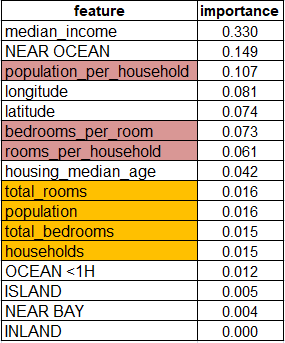 feature importance
median_income 0.330
NEAR OCEAN 0.149
population_per_household 0.107
longitude 0.081
latitude 0.074
bedrooms_per_room 0.073
rooms_per_household 0.061
housing_median_age 0.042
total_rooms 0.016
population 0.016
total_bedrooms 0.015
households 0.015
OCEAN <1H 0.012
ISLAND 0.005
NEAR BAY 0.004
INLAND 0.000